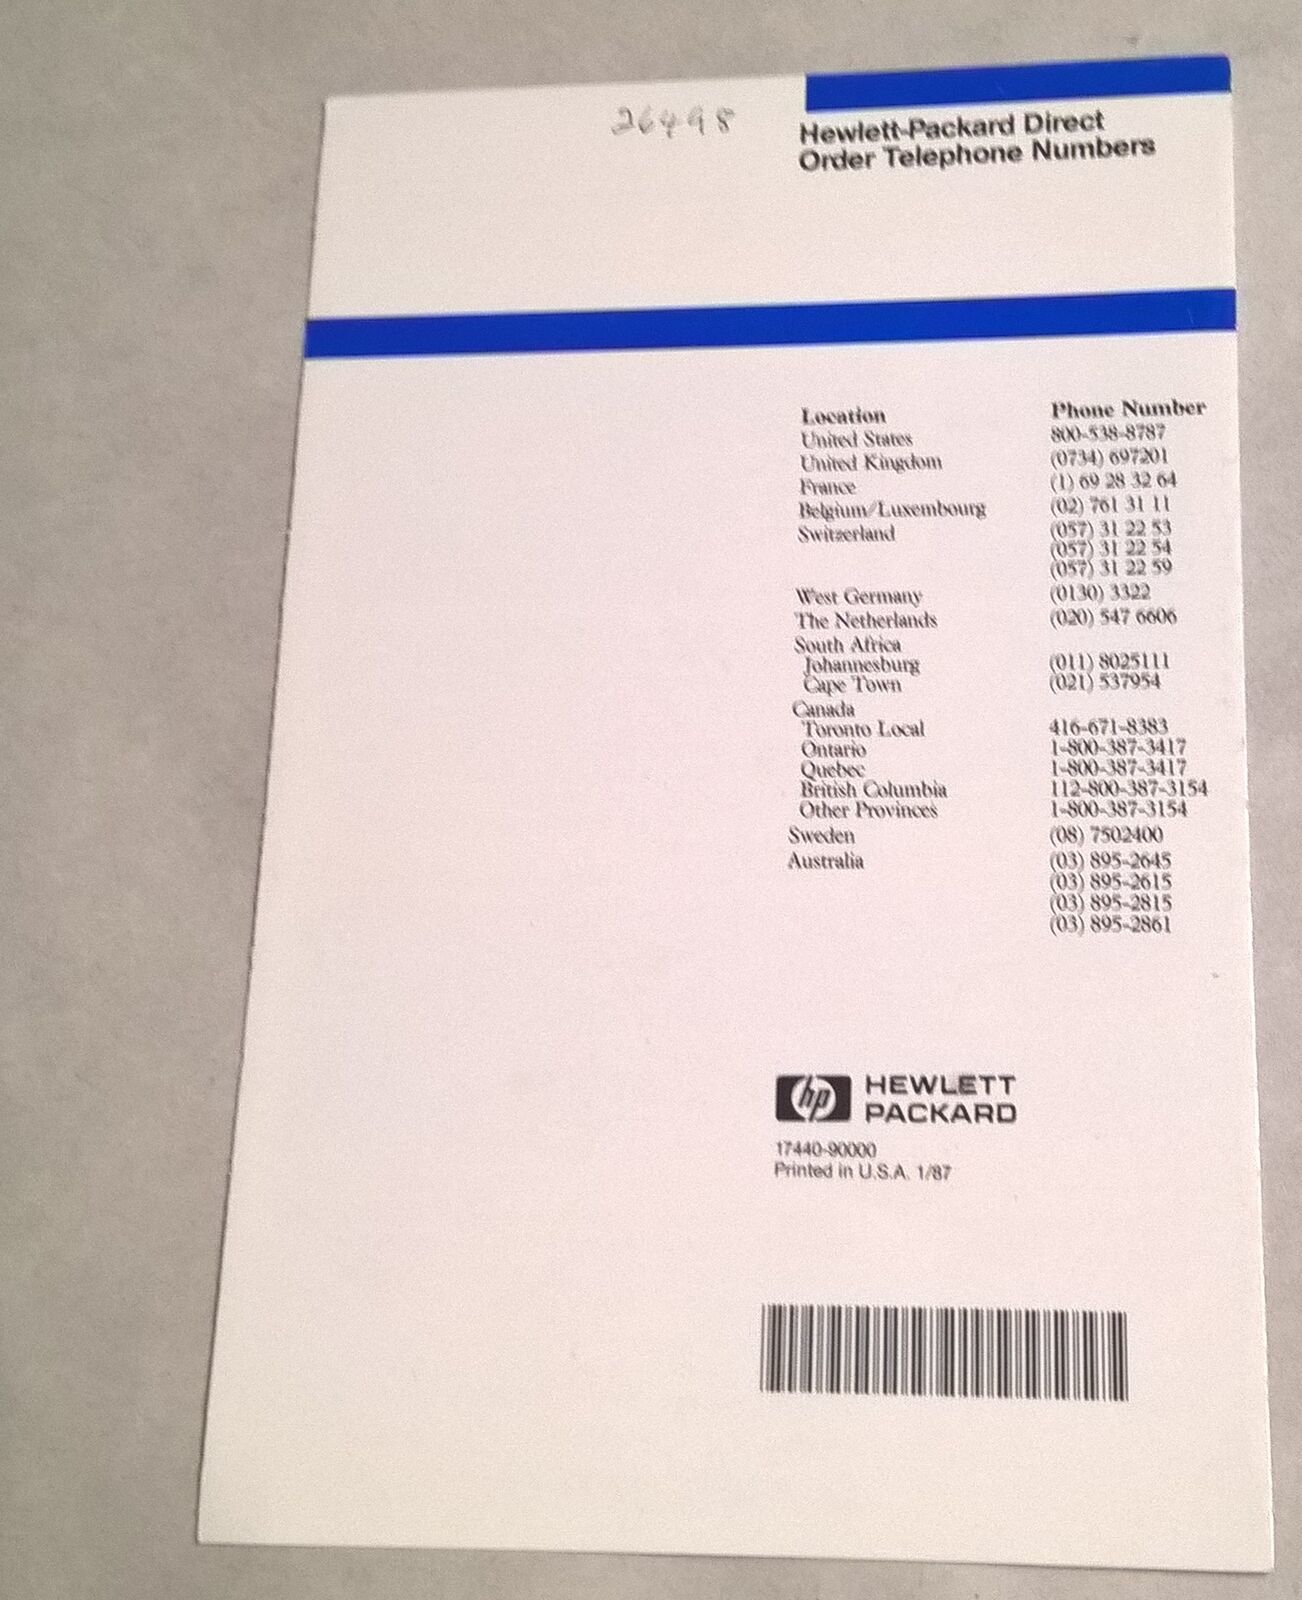 26498
Hewlett-Packard Direct
Order Telephone Numbers
Location Phone Number
United States 800-538-8787
United Kingdom (0734) 697201
France (1) 69 28 32 64
Belgium/Luxembourg (02) 761 31 11
Switzerland (057) 31 22 53
(057) 31 22 54
(057) 31 22 59
West Germany (0130) 3322
The Netherlands (020) 547 6606
South Africa
Johannesburg (011) 8025111
Cape Town (021) 537954
Canada
Toronto Local 416-671-8383
Ontario 1-800-387-3417
Quebec 1-800-387-3417
British Columbia 112-800-387-3154
Other Provinces 1-800-387-3154
Sweden (08) 7502400
Australia (03) 895-2645
(03) 895-2615
(03) 895-2815
(03) 895-2861
hp HEWLETT
PACKARD
17440-90000
Printed in U.S.A. 1/87